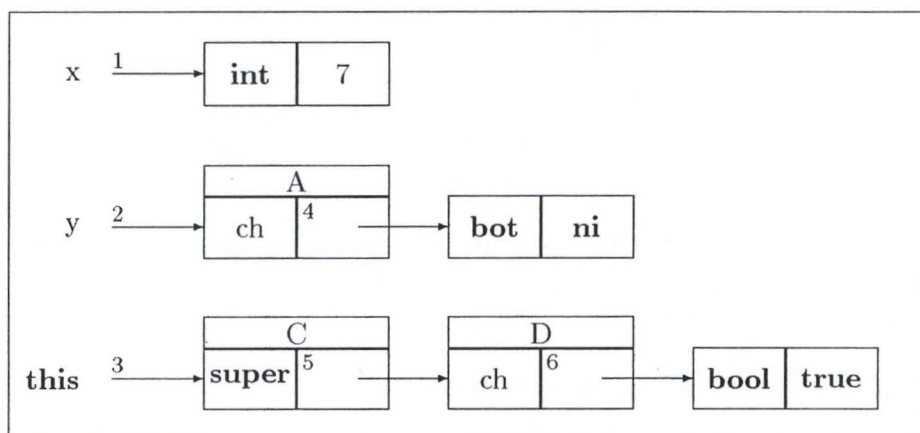 x 1 int 7
A
y 2 ch 4 bot ni
C D
this 3 super 5 ch 6 bool true